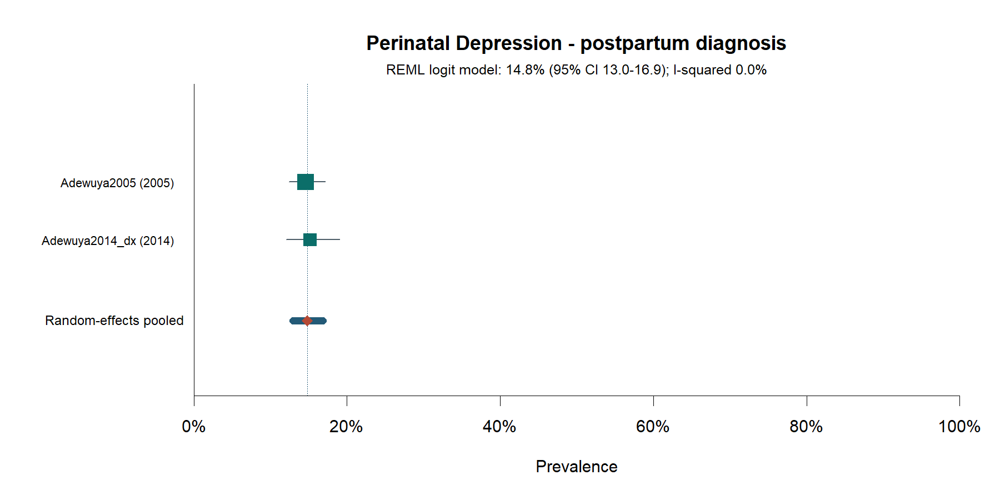 Perinatal Depression - postpartum diagnosis
REML logit model: 14.8% (95% CI 13.0-16.9); I-squared 0.0%
Adewuya2005 (2005)
Adewuya2014_dx (2014)
Random-effects pooled
0% 20% 40% 60% 80% 100%
Prevalence